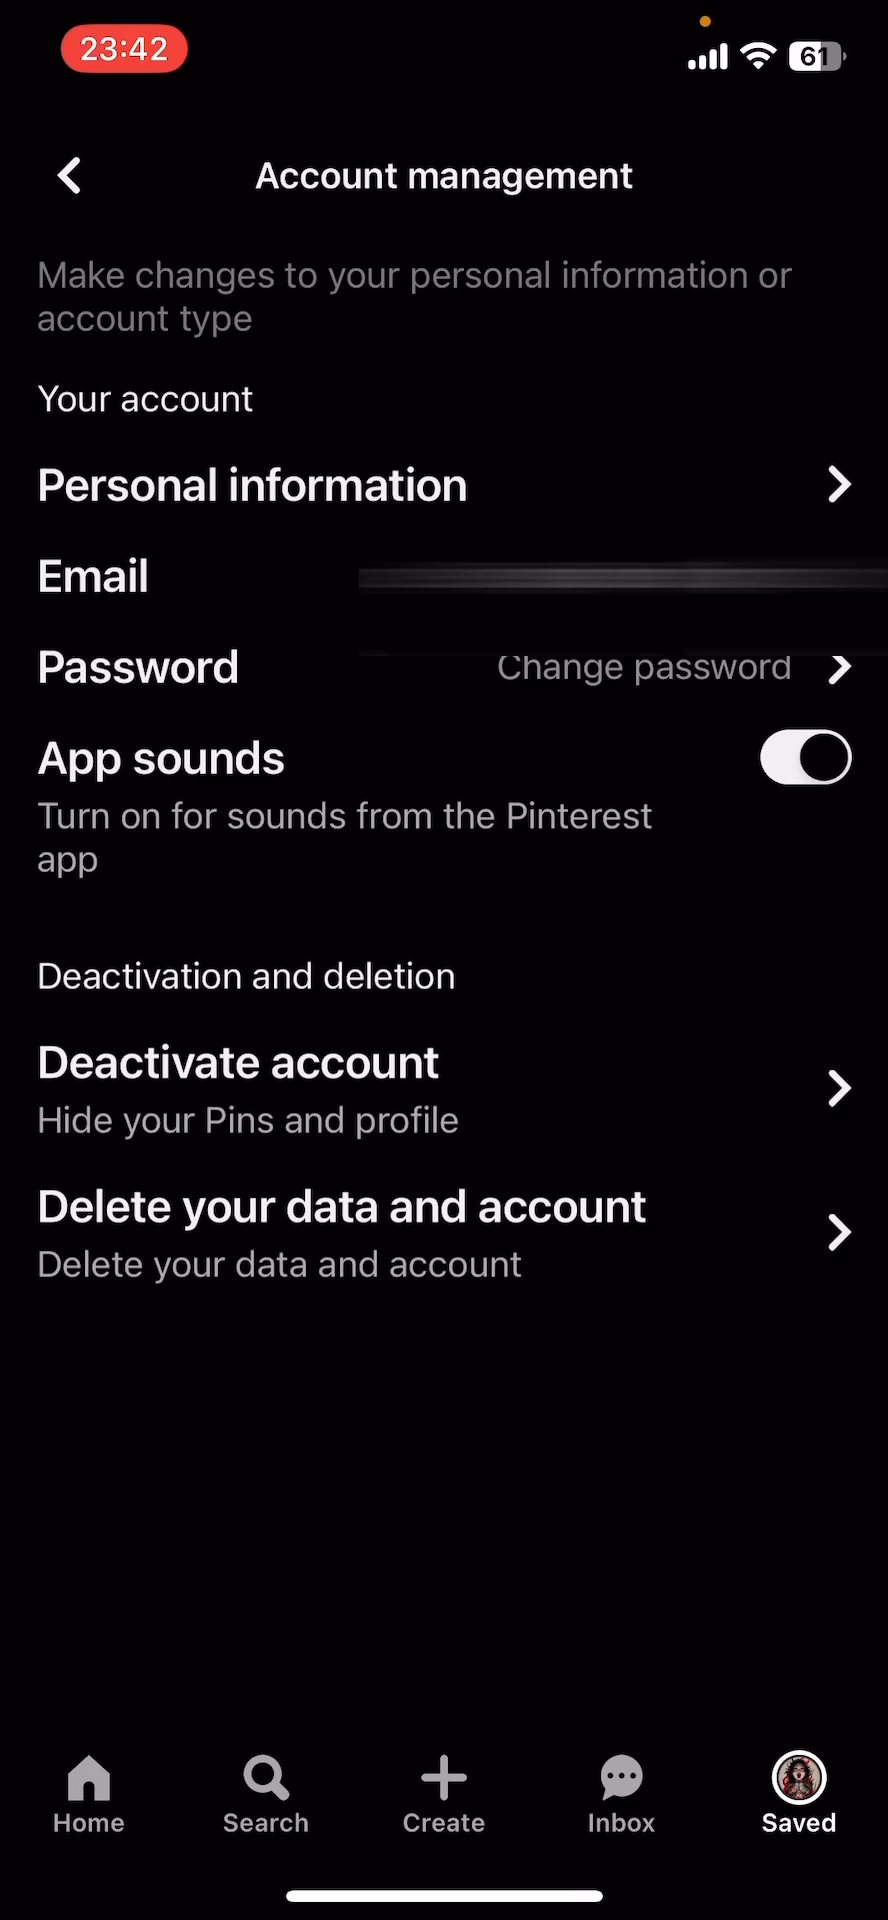 23:42
61
Account management
Make changes to your personal information or
account type
Your account
Personal information
Email
Password
Change password
App sounds
Turn on for sounds from the Pinterest
app
Deactivation and deletion
Deactivate account
Hide your Pins and profile
Delete your data and account
Delete your data and account
Home
Search
Create
Inbox
Saved